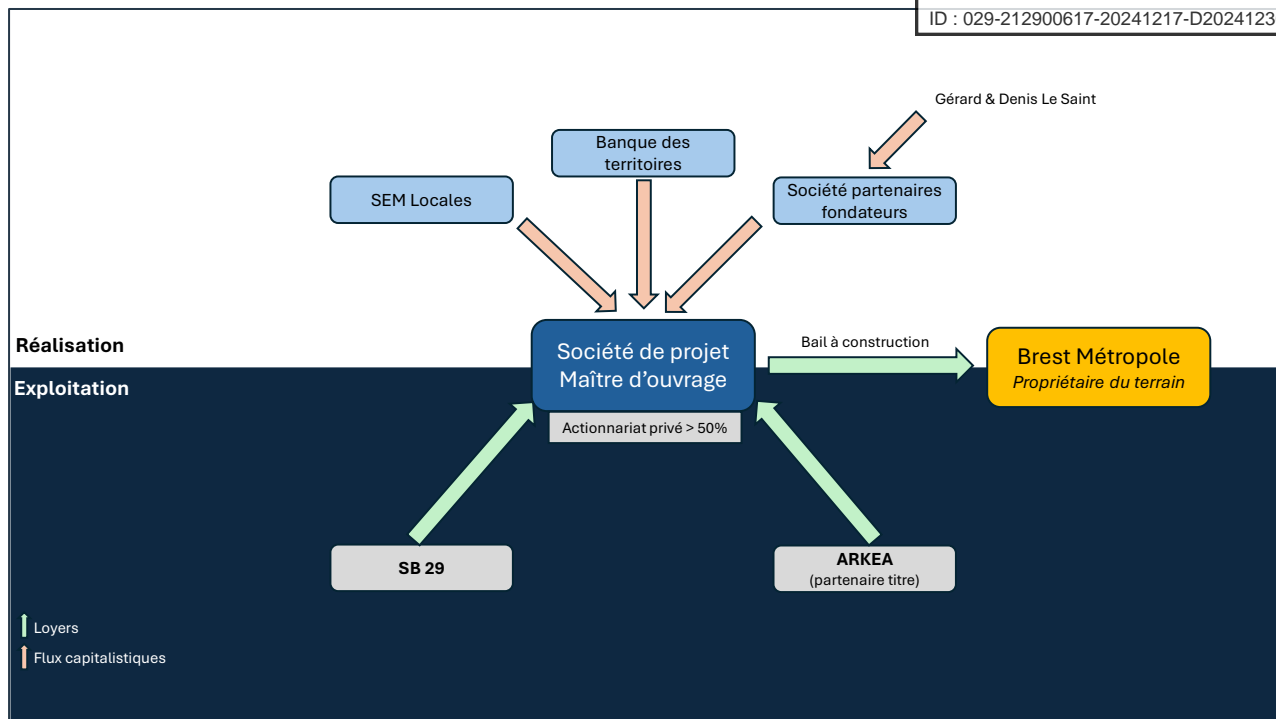 ID : 029-212900617-20241217-D2024123
Gérard & Denis Le Saint
Banque des
territoires
SEM Locales
Société partenaires
fondateurs
Réalisation
Société de projet
Maître d'ouvrage
Bail à construction
Brest Métropole
Propriétaire du terrain
Exploitation
Actionnariat privé > 50%
SB 29
ARKEA
(partenaire titre)
Loyers
Flux capitalistiques